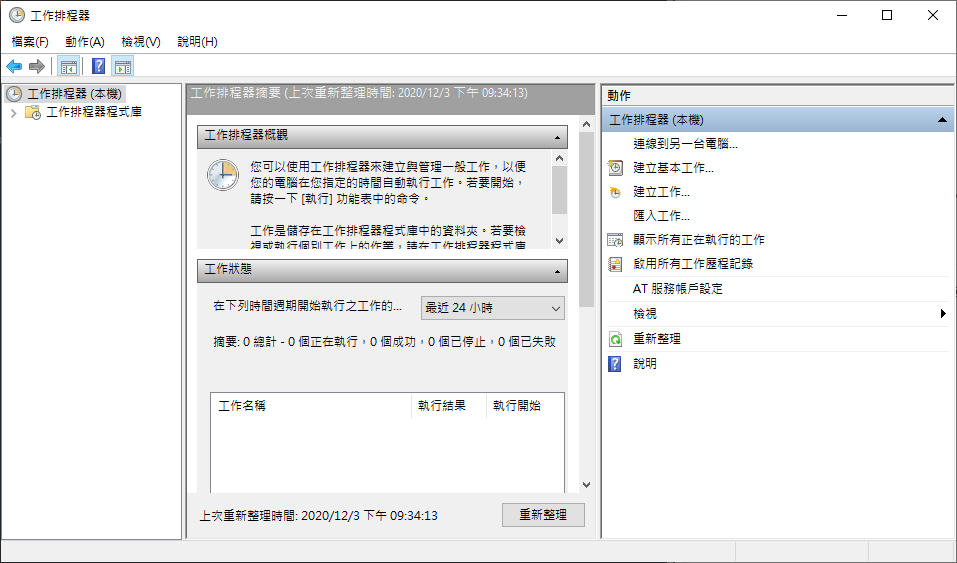 工作排程器
檔案(F) 動作(A) 檢視(V) 說明(H)
工作排程器 (本機)
工作排程器程式庫
工作排程器摘要 (上次重新整理時間: 2020/12/3 下午 09:34:13)
工作排程器概觀
您可以使用工作排程器來建立與管理一般工作，以便
您的電腦在您指定的時間自動執行工作。若要開始，
請按一下 [執行] 功能表中的命令。
工作是儲存在工作排程器程式庫中的資料夾。若要檢
視或執行個別工作上的作業，請在工作排程器程式庫
工作狀態
在下列時間週期開始執行之工作的... 最近 24 小時
摘要: 0 總計 - 0 個正在執行，0 個成功，0 個已停止，0 個已失敗
工作名稱 執行結果 執行開始
上次重新整理時間: 2020/12/3 下午 09:34:13 重新整理
動作
工作排程器 (本機)
連線到另一台電腦...
建立基本工作...
建立工作...
匯入工作...
顯示所有正在執行的工作
啟用所有工作歷程記錄
AT 服務帳戶設定
檢視
重新整理
說明